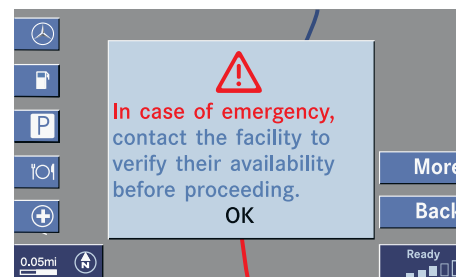 In case of emergency,
contact the facility to
verify their availability
before proceeding.
OK
P
More
Back
0.05mi
N
Ready